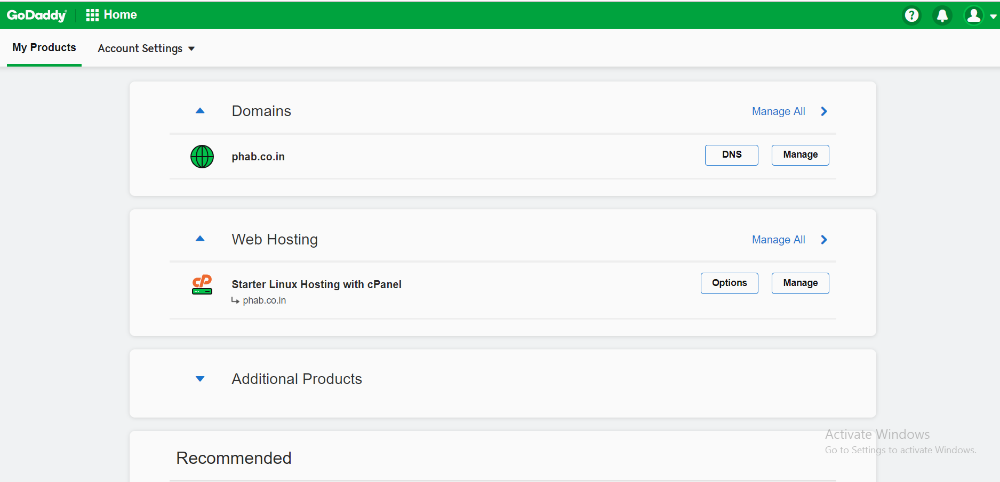 GoDaddy Home
My Products Account Settings
Domains Manage All
phab.co.in DNS Manage
Web Hosting Manage All
cP Starter Linux Hosting with cPanel Options Manage
phab.co.in
Additional Products
Activate Windows
Go to Settings to activate Windows.
Recommended